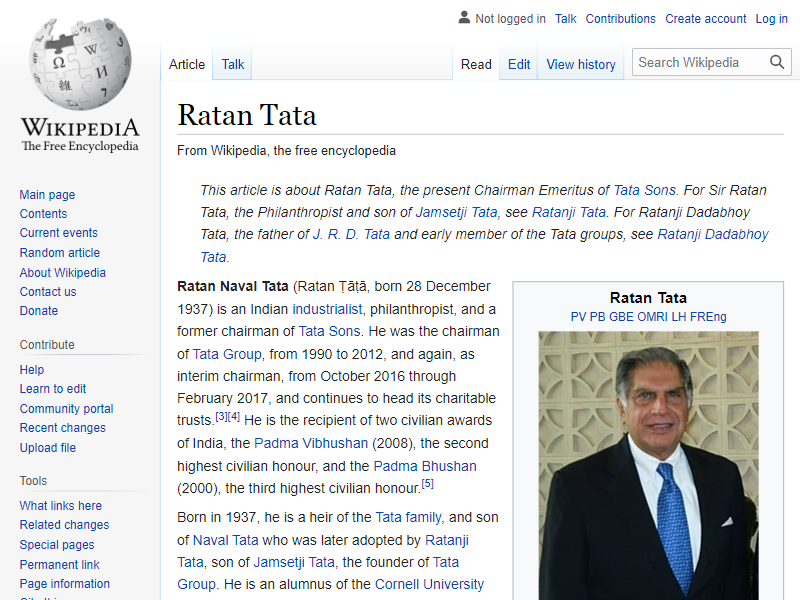 Not logged in Talk Contributions Create account Log in
Article Talk Read Edit View history Search Wikipedia
WIKIPEDIA
The Free Encyclopedia
Main page
Contents
Current events
Random article
About Wikipedia
Contact us
Donate
Contribute
Help
Learn to edit
Community portal
Recent changes
Upload file
Tools
What links here
Related changes
Special pages
Permanent link
Page information
Ratan Tata
From Wikipedia, the free encyclopedia
This article is about Ratan Tata, the present Chairman Emeritus of Tata Sons. For Sir Ratan
Tata, the Philanthropist and son of Jamsetji Tata, see Ratanji Tata. For Ratanji Dadabhoy
Tata, the father of J. R. D. Tata and early member of the Tata groups, see Ratanji Dadabhoy
Tata.
Ratan Naval Tata (Ratan Ṭāṭā, born 28 December
1937) is an Indian industrialist, philanthropist, and a
former chairman of Tata Sons. He was the chairman
of Tata Group, from 1990 to 2012, and again, as
interim chairman, from October 2016 through
February 2017, and continues to head its charitable
trusts.[3][4] He is the recipient of two civilian awards
of India, the Padma Vibhushan (2008), the second
highest civilian honour, and the Padma Bhushan
(2000), the third highest civilian honour.[5]
Born in 1937, he is a heir of the Tata family, and son
of Naval Tata who was later adopted by Ratanji
Tata, son of Jamsetji Tata, the founder of Tata
Group. He is an alumnus of the Cornell University
Ratan Tata
PV PB GBE OMRI LH FREng